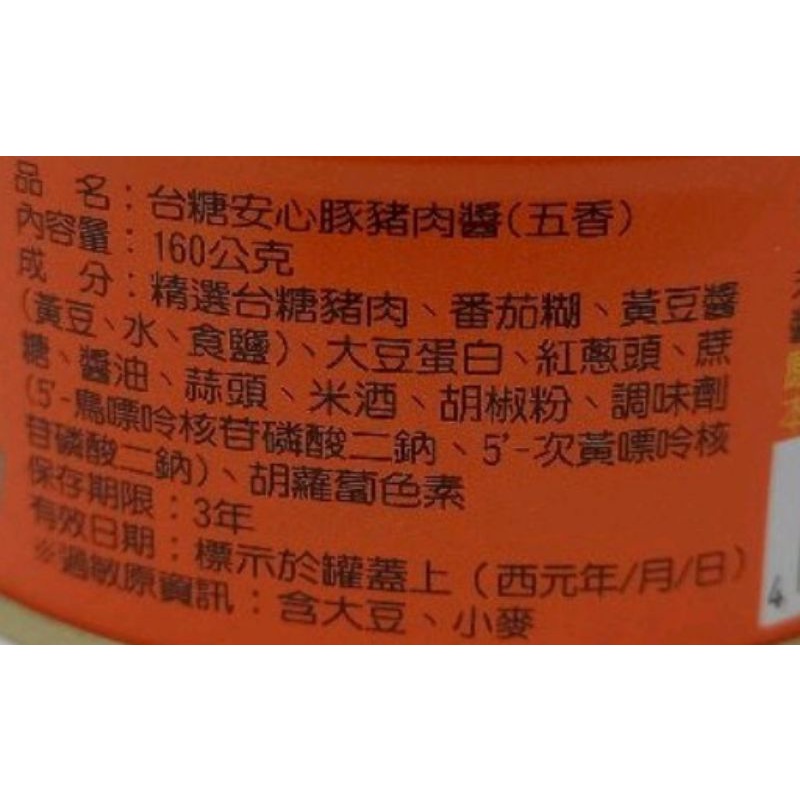 品 名：台糖安心豚豬肉醬(五香)
內容量：160公克
成 分：精選台糖豬肉、番茄糊、黃豆醬
(黃豆、水、食鹽)、大豆蛋白、紅蔥頭、蔗
糖、醬油、蒜頭、米酒、胡椒粉、調味劑
(5'-鳥嘌呤核苷磷酸二鈉、5'-次黃嘌呤核
苷磷酸二鈉)、胡蘿蔔色素
保存期限：3年
有效日期：標示於罐蓋上（西元年/月/日）
※過敏原資訊：含大豆、小麥
4